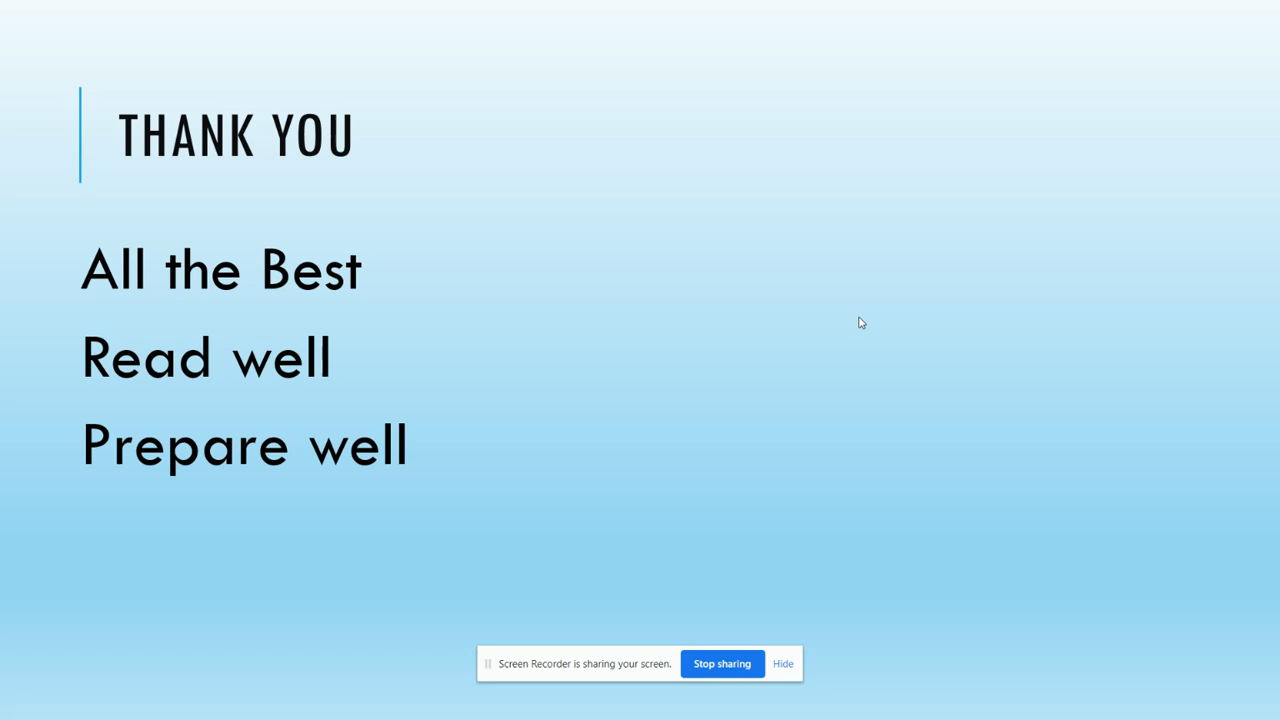 THANK YOU
All the Best
Read well
Prepare well
Screen Recorder is sharing your screen. Stop sharing Hide